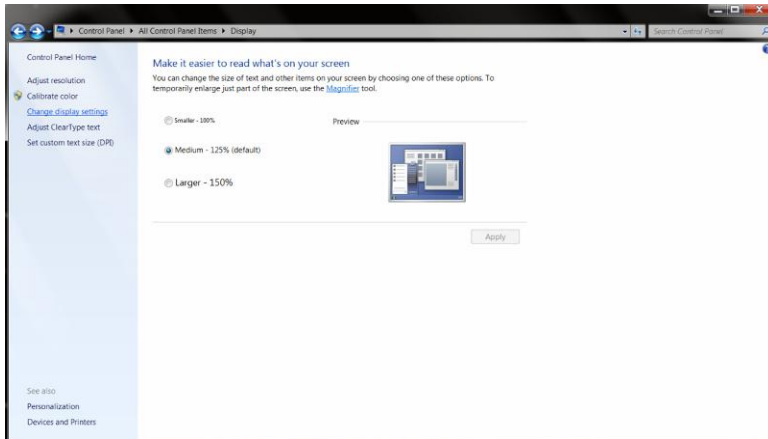 Control Panel ▸ All Control Panel Items ▸ Display
Search Control Panel
Control Panel Home
Adjust resolution
Calibrate color
Change display settings
Adjust ClearType text
Set custom text size (DPI)
Make it easier to read what's on your screen
You can change the size of text and other items on your screen by choosing one of these options. To
temporarily enlarge just part of the screen, use the Magnifier tool.
Smaller - 100%
Preview
Medium - 125% (default)
Larger - 150%
Apply
See also
Personalization
Devices and Printers